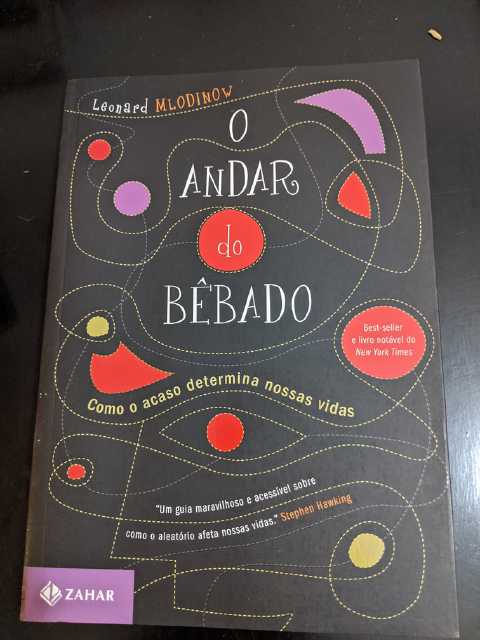 Leonard MLODINOW
O
ANDAR
do
BÊBADO
Best-seller
e livro notável do
New York Times
Como o acaso determina nossas vidas
"Um guia maravilhoso e acessível sobre
como o aleatório afeta nossas vidas." Stephen Hawking
ZAHAR